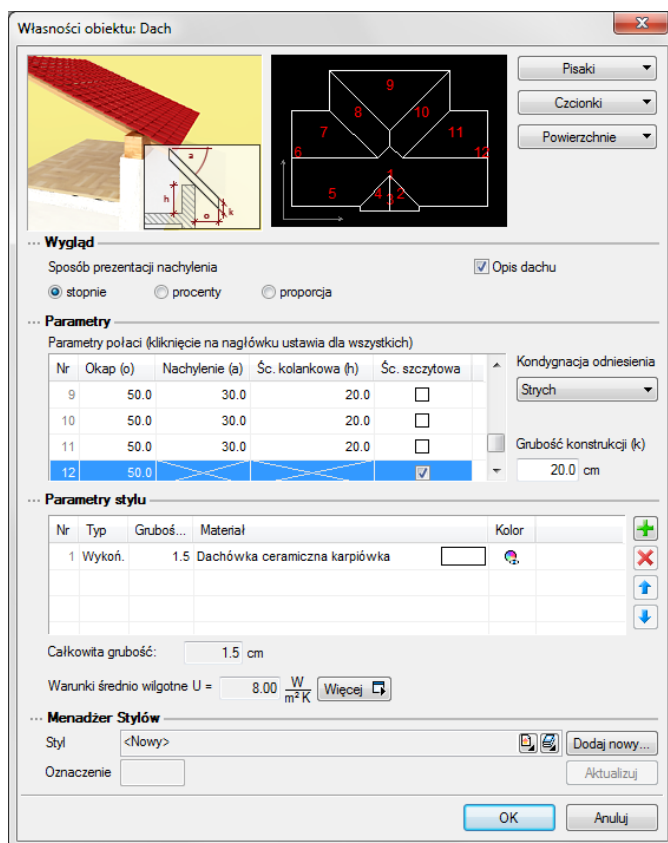 Własności obiektu: Dach
a
h
o
k
9
8
10
7
11
6
12
1
5
4
2
3
Pisaki
Czcionki
Powierzchnie
Wygląd
Sposób prezentacji nachylenia
Opis dachu
stopnie procenty proporcja
Parametry
Parametry połaci (kliknięcie na nagłówku ustawia dla wszystkich)
Nr Okap (o) Nachylenie (a) Śc. kolankowa (h) Śc. szczytowa
9 50.0 30.0 20.0
10 50.0 30.0 20.0
11 50.0 30.0 20.0
12 50.0
Kondygnacja odniesienia
Strych
Grubość konstrukcji (k)
20.0 cm
Parametry stylu
Nr Typ Gruboś... Materiał Kolor
1 Wykoń. 1.5 Dachówka ceramiczna karpiówka
Całkowita grubość: 1.5 cm
Warunki średnio wilgotne U = 8.00 W/m²K Więcej
Menadżer Stylów
Styl <Nowy> Dodaj nowy...
Oznaczenie Aktualizuj
OK Anuluj